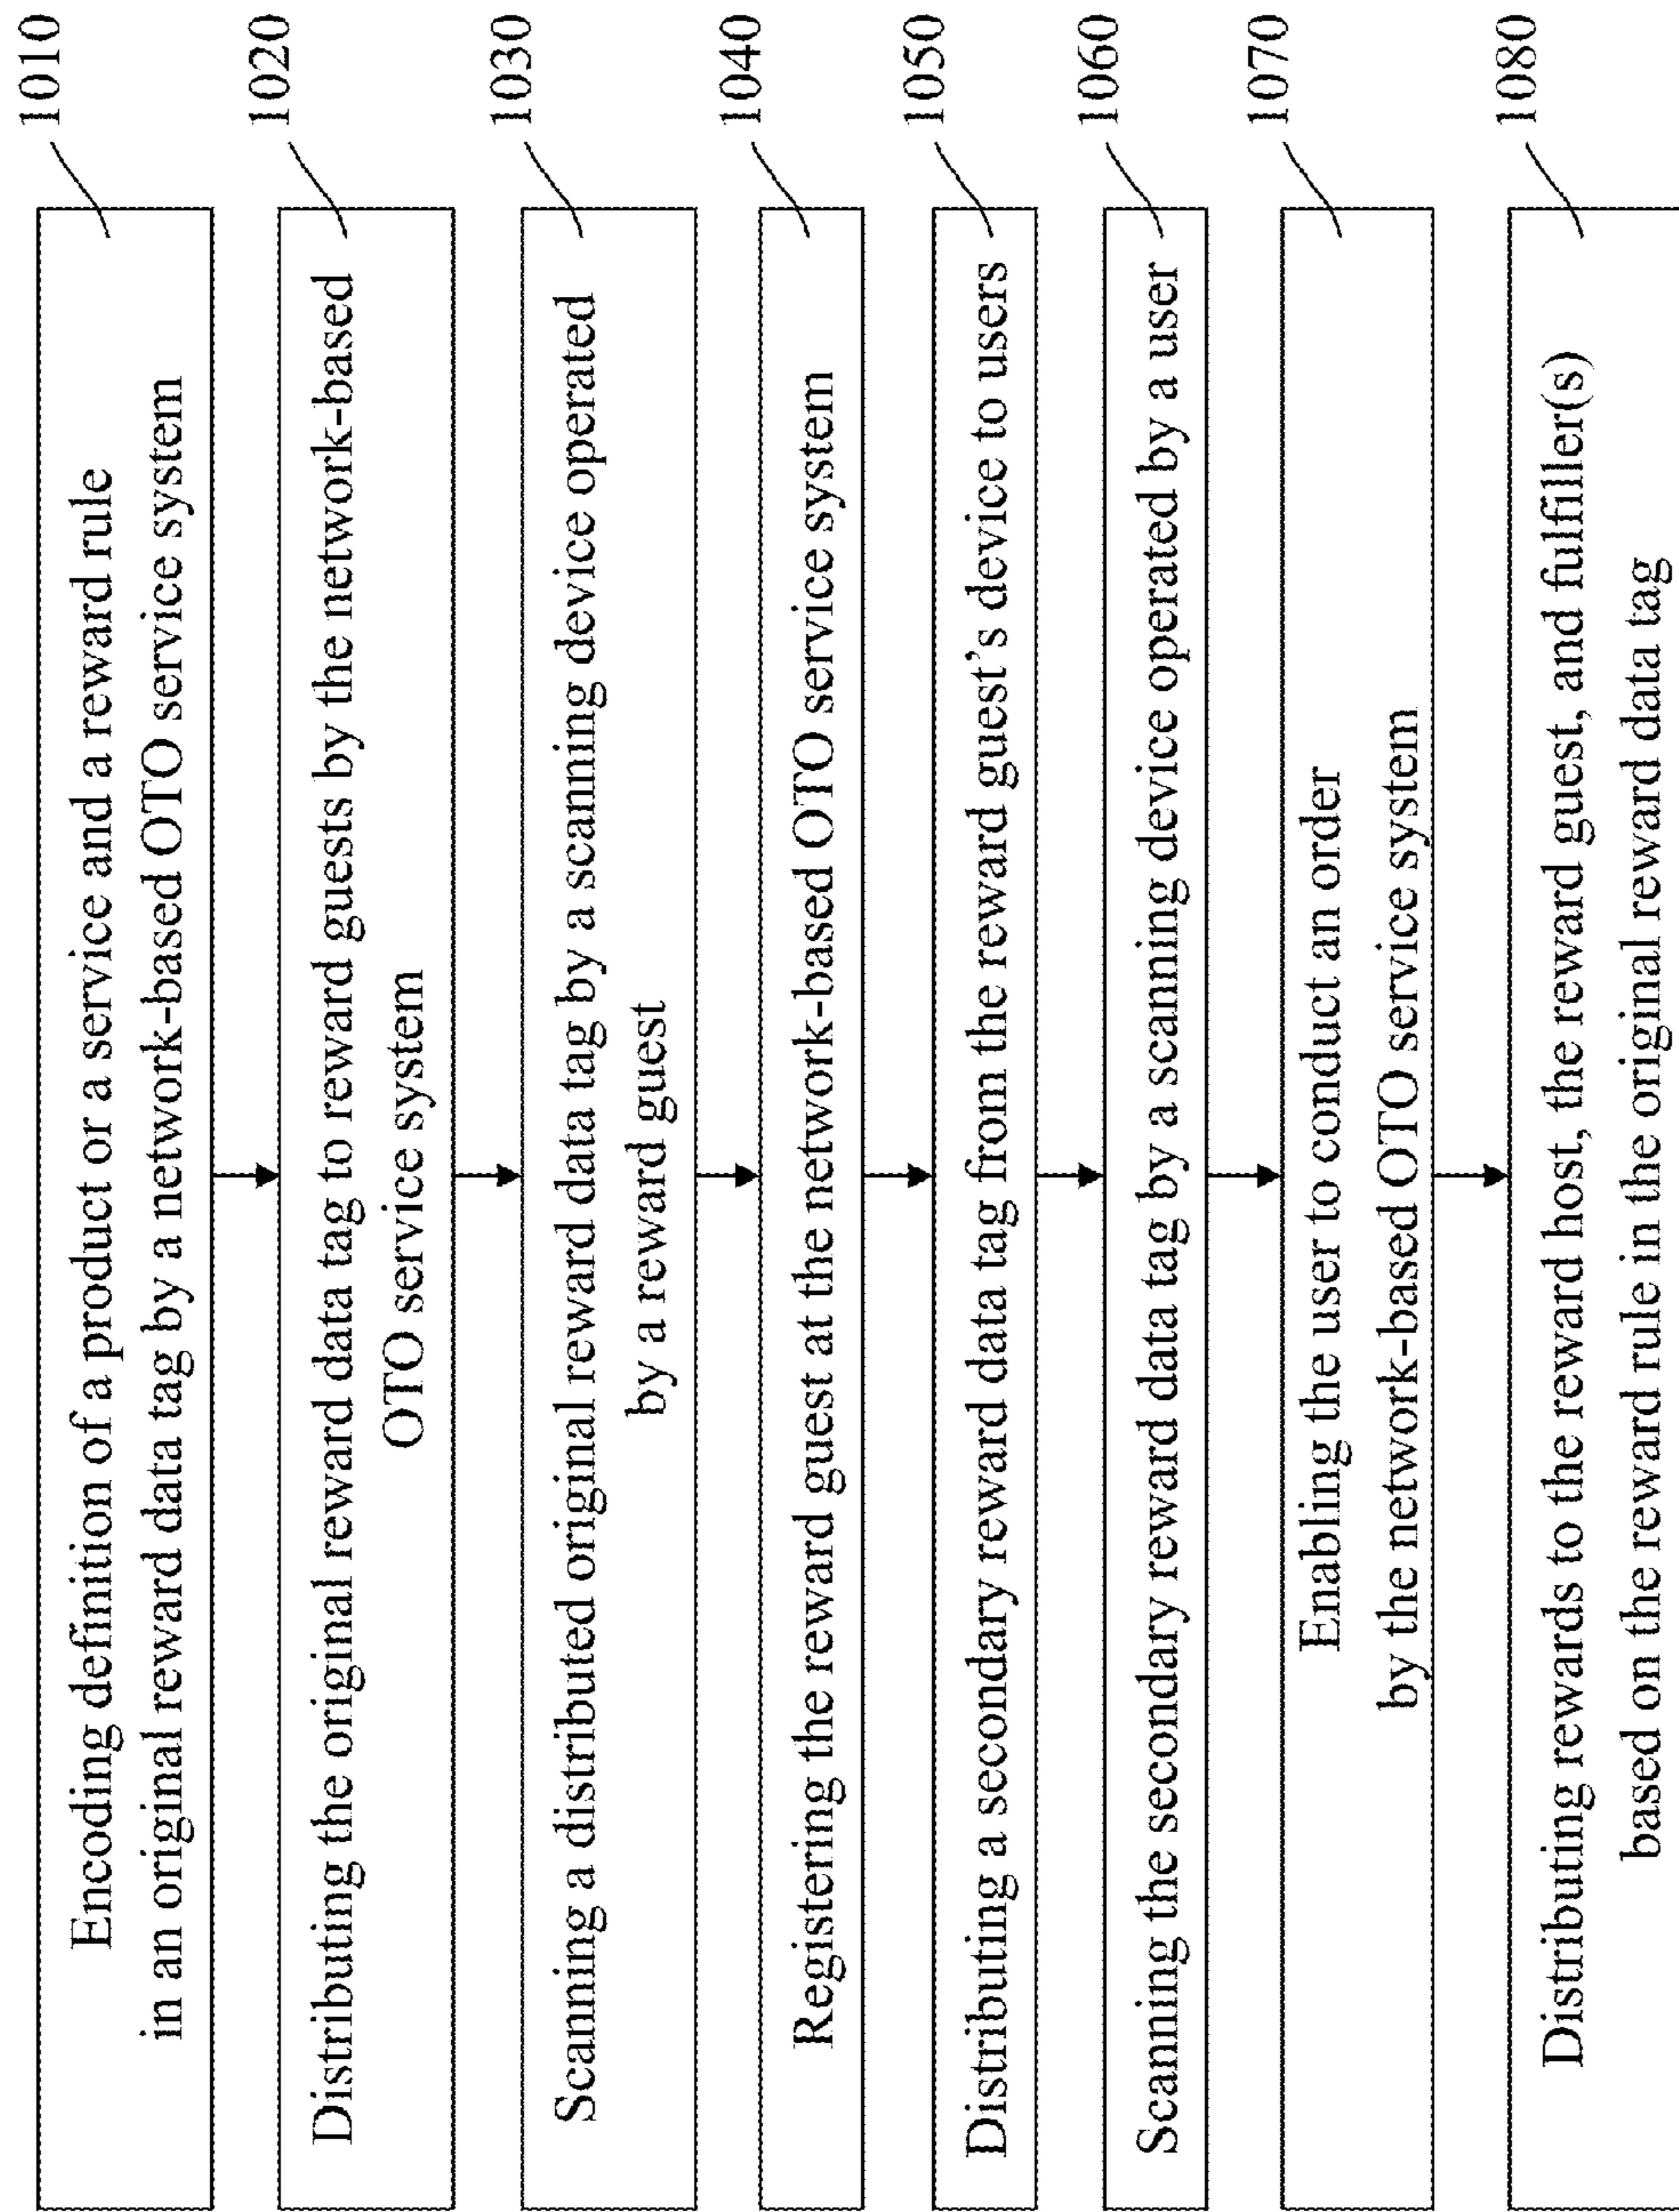 1010
Encoding definition of a product or a service and a reward rule
in an original reward data tag by a network-based OTO service system
1020
Distributing the original reward data tag to reward guests by the network-based
OTO service system
1030
Scanning a distributed original reward data tag by a scanning device operated
by a reward guest
1040
Registering the reward guest at the network-based OTO service system
1050
Distributing a secondary reward data tag from the reward guest's device to users
1060
Scanning the secondary reward data tag by a scanning device operated by a user
1070
Enabling the user to conduct an order
by the network-based OTO service system
1080
Distributing rewards to the reward host, the reward guest, and fulfiller(s)
based on the reward rule in the original reward data tag